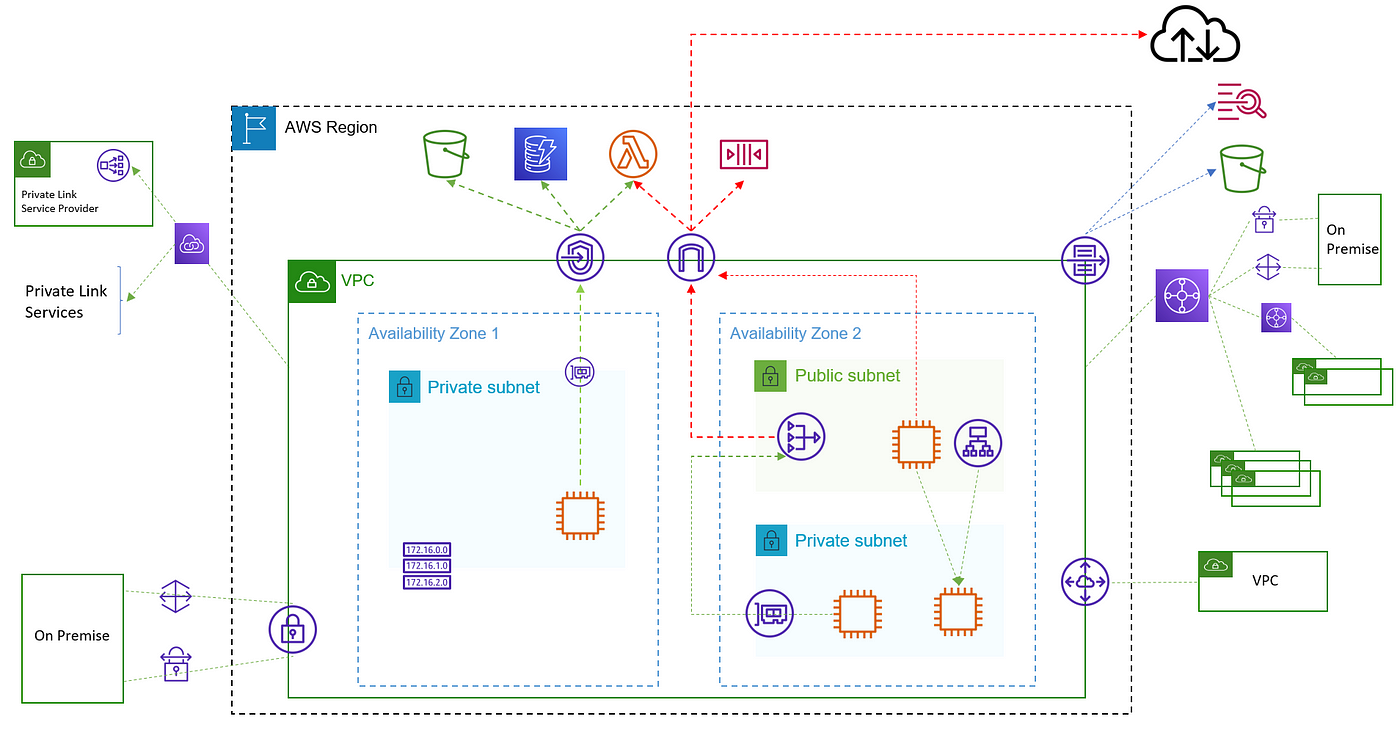 AWS Region
Private Link
Service Provider
Private Link
Services
On
Premise
VPC
Availability Zone 1
Availability Zone 2
Private subnet
Public subnet
Private subnet
172.16.0.0
172.16.1.0
172.16.2.0
On Premise
VPC